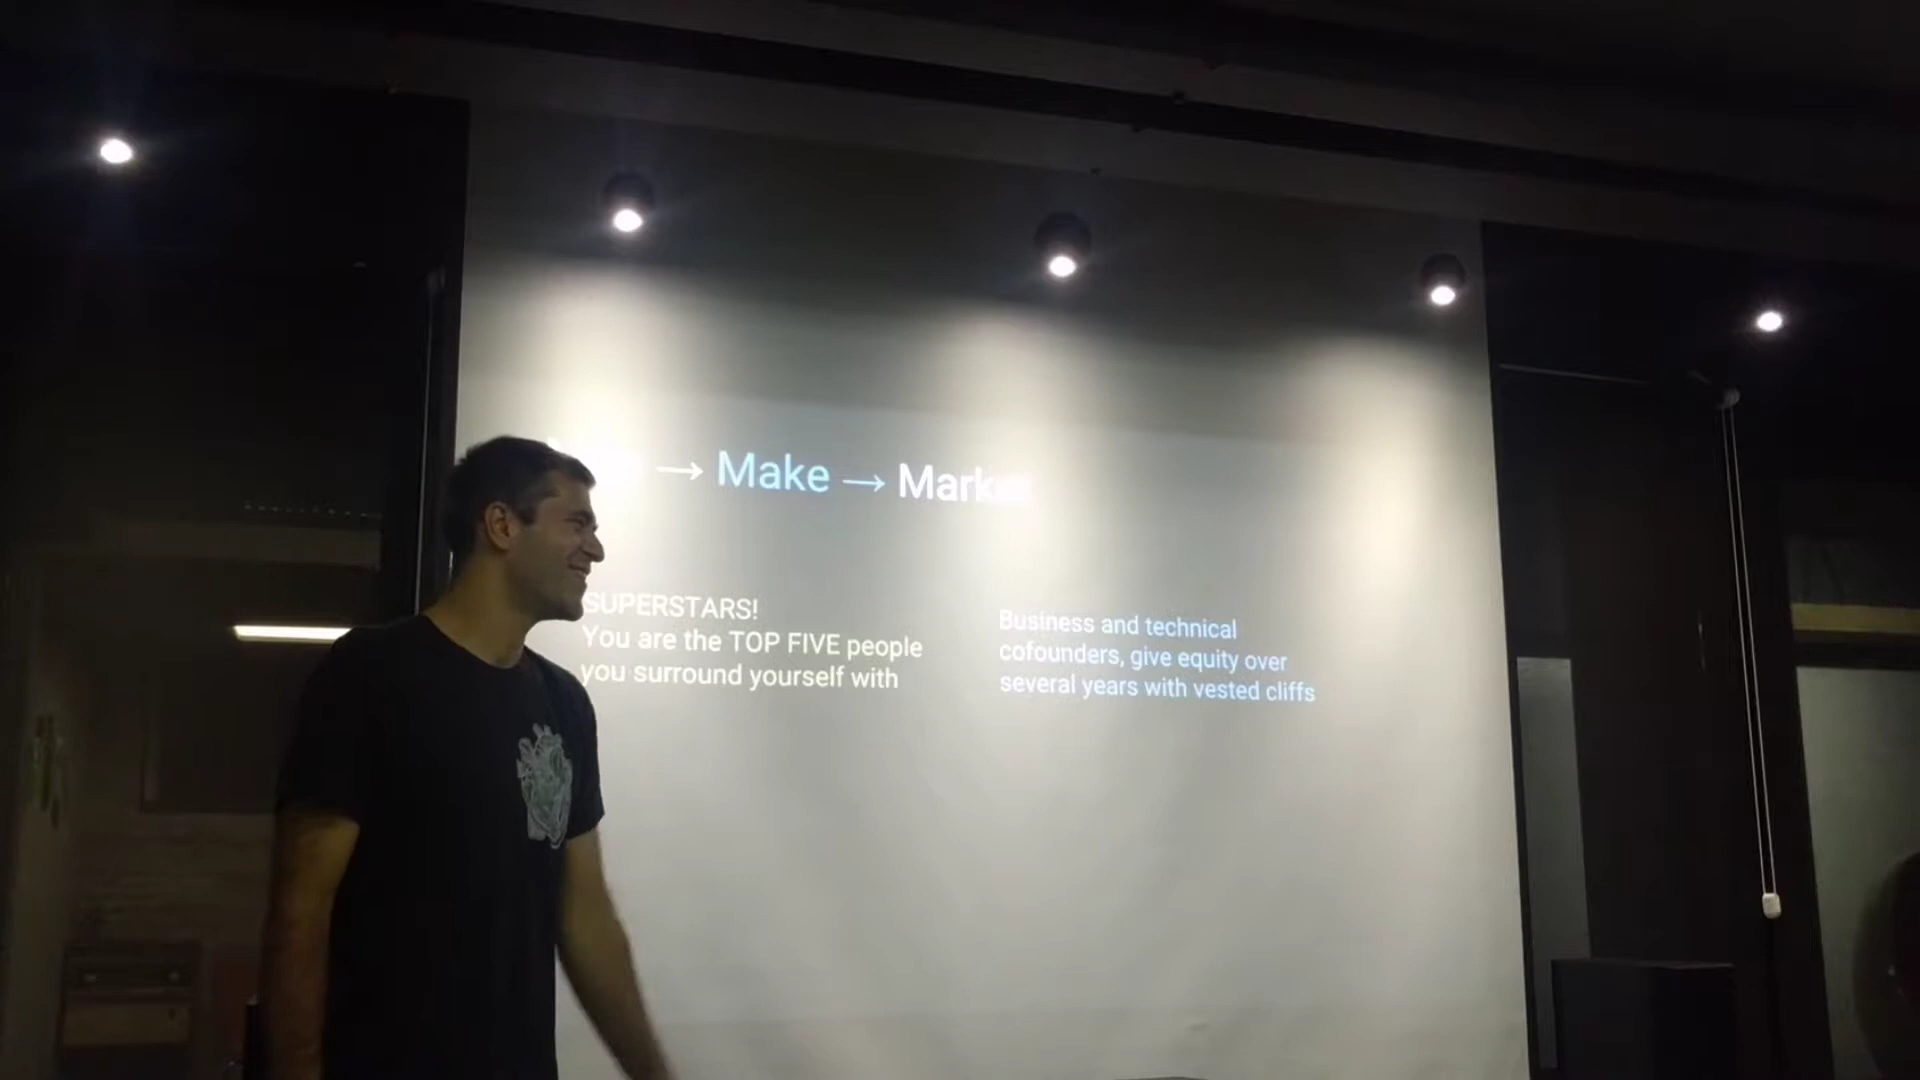 → Make → Market
SUPERSTARS!
You are the TOP FIVE people
you surround yourself with
Business and technical
cofounders, give equity over
several years with vested cliffs